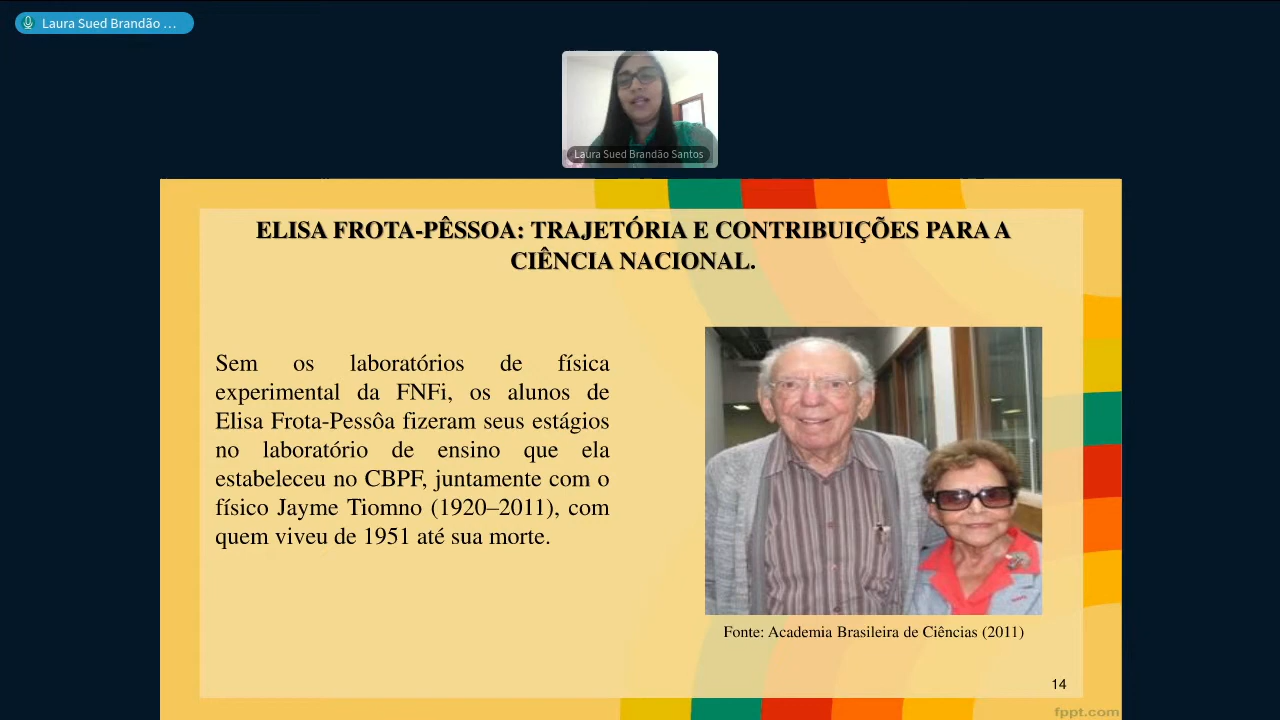 Laura Sued Brandão ...
Laura Sued Brandão Santos
ELISA FROTA-PÊSSOA: TRAJETÓRIA E CONTRIBUIÇÕES PARA A
CIÊNCIA NACIONAL.
Sem os laboratórios de física
experimental da FNFi, os alunos de
Elisa Frota-Pessôa fizeram seus estágios
no laboratório de ensino que ela
estabeleceu no CBPF, juntamente com o
físico Jayme Tiomno (1920–2011), com
quem viveu de 1951 até sua morte.
Fonte: Academia Brasileira de Ciências (2011)
14
fppt.com